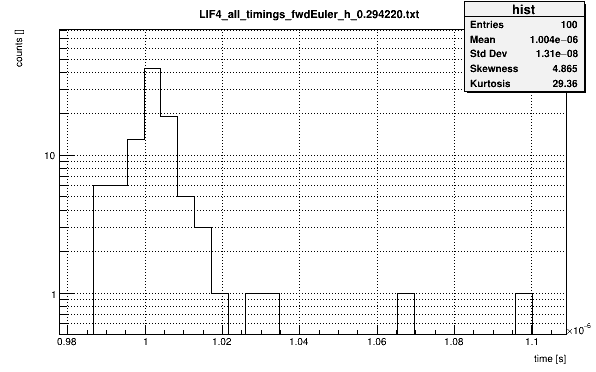 LIF4_all_timings_fwdEuler_h_0.294220.txt
hist
Entries 100
Mean 1.004e−06
Std Dev 1.31e−08
Skewness 4.865
Kurtosis 29.36
counts []
10
1
0.98 1 1.02 1.04 1.06 1.08 1.1
×10⁻⁶
time [s]